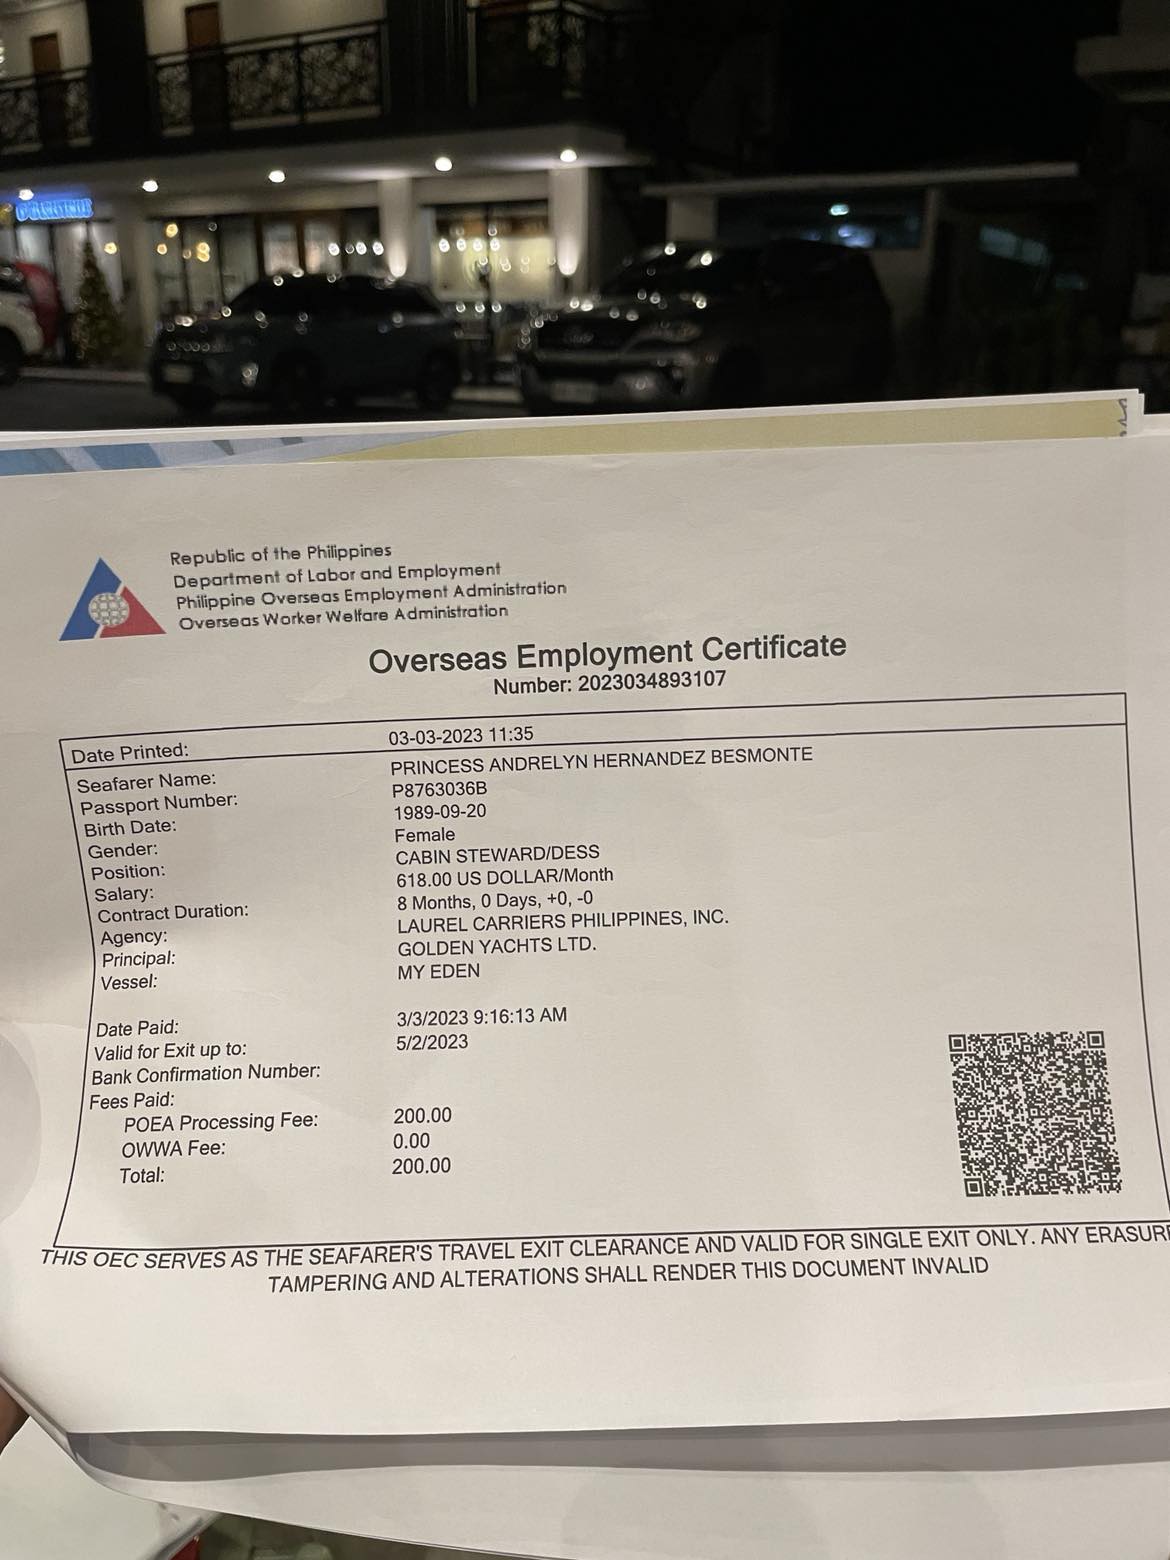 Republic of the Philippines
Department of Labor and Employment
Philippine Overseas Employment Administration
Overseas Worker Welfare Administration
Overseas Employment Certificate
Number: 2023034893107
Date Printed: 03-03-2023 11:35
Seafarer Name: PRINCESS ANDRELYN HERNANDEZ BESMONTE
Passport Number: P8763036B
Birth Date: 1989-09-20
Gender: Female
Position: CABIN STEWARD/DESS
Salary: 618.00 US DOLLAR/Month
Contract Duration: 8 Months, 0 Days, +0, -0
Agency: LAUREL CARRIERS PHILIPPINES, INC.
Principal: GOLDEN YACHTS LTD.
Vessel: MY EDEN
Date Paid: 3/3/2023 9:16:13 AM
Valid for Exit up to: 5/2/2023
Bank Confirmation Number:
Fees Paid:
POEA Processing Fee: 200.00
OWWA Fee: 0.00
Total: 200.00
THIS OEC SERVES AS THE SEAFARER'S TRAVEL EXIT CLEARANCE AND VALID FOR SINGLE EXIT ONLY. ANY ERASURE
TAMPERING AND ALTERATIONS SHALL RENDER THIS DOCUMENT INVALID